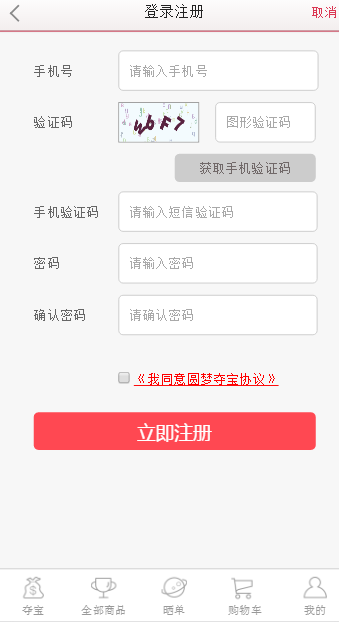 登录注册 取消
手机号 请输入手机号
验证码 wbF7 图形验证码
获取手机验证码
手机验证码 请输入短信验证码
密码 请输入密码
确认密码 请确认密码
《我同意圆梦夺宝协议》
立即注册
夺宝 全部商品 晒单 购物车 我的